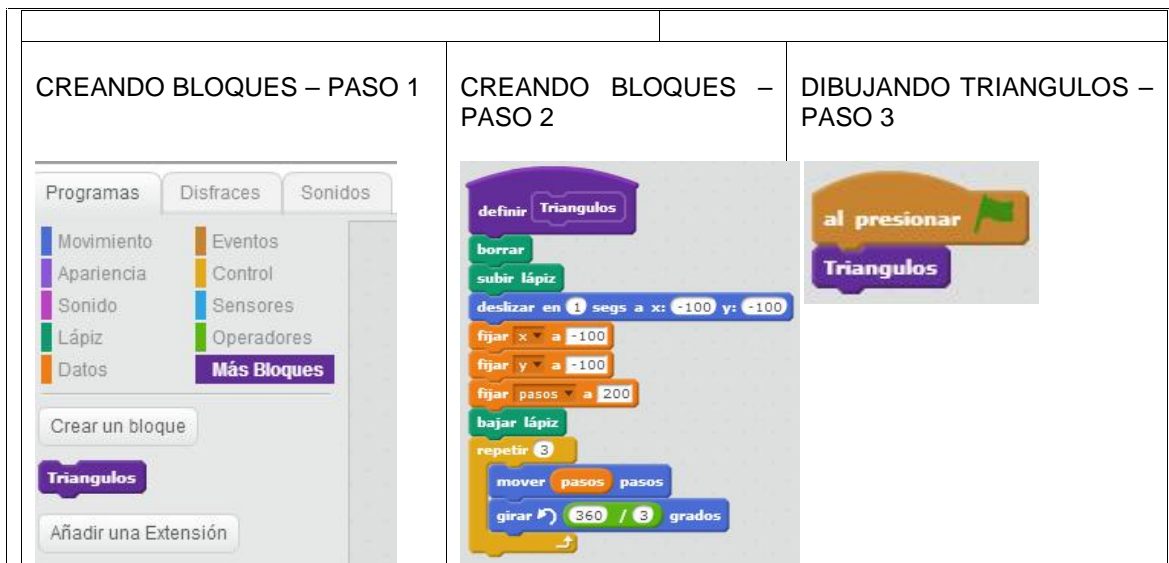 CREANDO BLOQUES – PASO 1
CREANDO BLOQUES –
PASO 2
DIBUJANDO TRIANGULOS –
PASO 3
Programas Disfraces Sonidos
Movimiento Eventos
Apariencia Control
Sonido Sensores
Lápiz Operadores
Datos Más Bloques
Crear un bloque
Triangulos
Añadir una Extensión
definir Triangulos
borrar
subir lápiz
deslizar en 1 segs a x: -100 y: -100
fijar x a -100
fijar y a -100
fijar pasos a 200
bajar lápiz
repetir 3
mover pasos pasos
girar 360 / 3 grados
al presionar
Triangulos